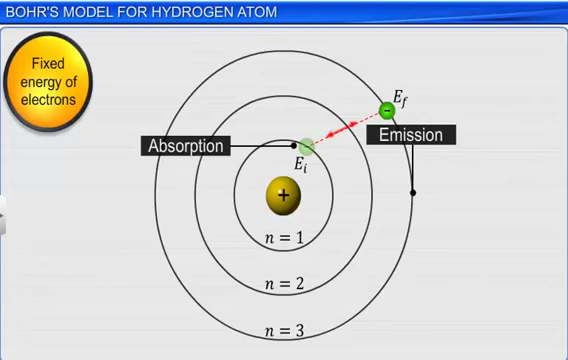 BOHR'S MODEL FOR HYDROGEN ATOM
Fixed
energy of
electrons
E_f
-
Emission
Absorption
E_i
+
n = 1
n = 2
n = 3